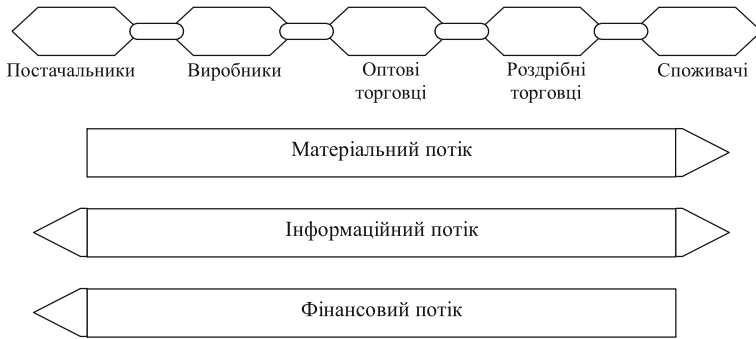 Постачальники Виробники Оптові торговці Роздрібні торговці Споживачі
Матеріальний потік
Інформаційний потік
Фінансовий потік